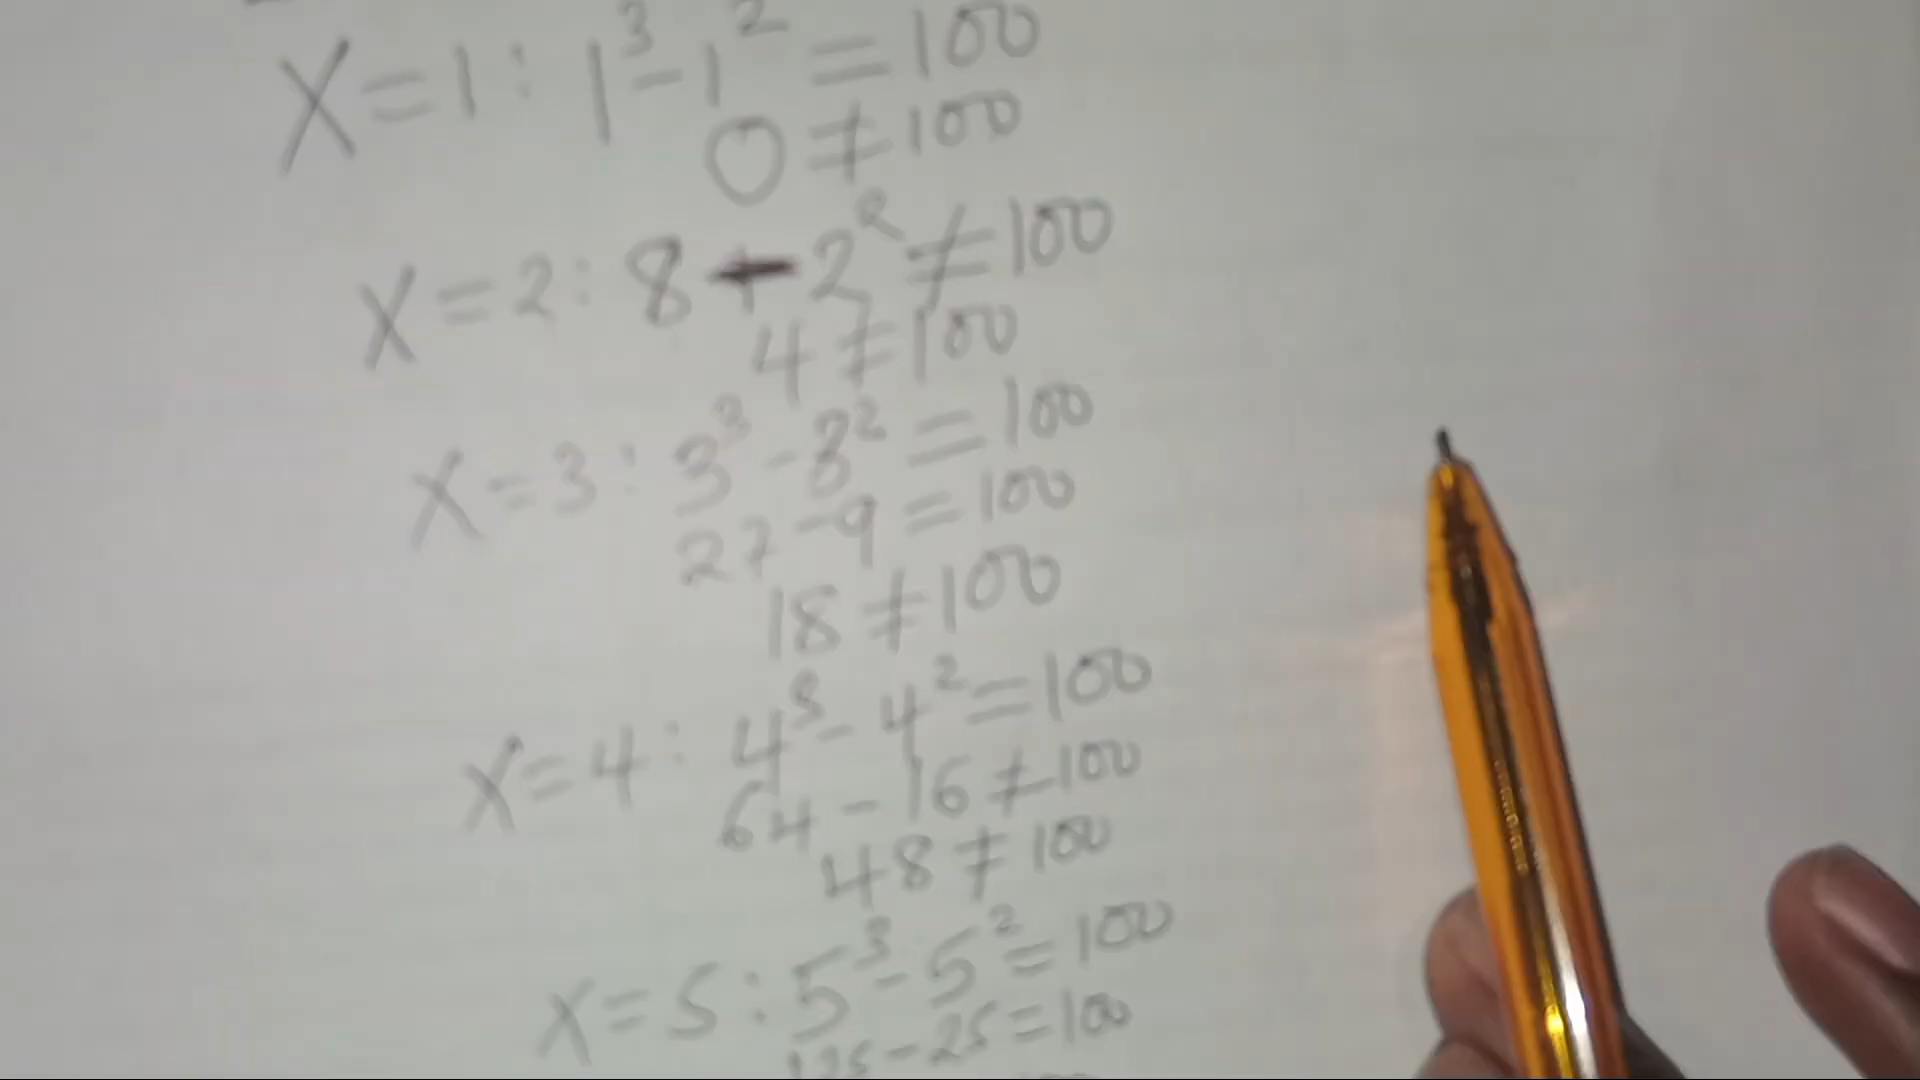 X=1: 1³-1²=100
0≠100
X=2: 8-2²≠100
4≠100
X=3: 3³-3²=100
27-9=100
18≠100
X=4: 4³-4²=100
64-16≠100
48≠100
X=5: 5³-5²=100
125-25=100